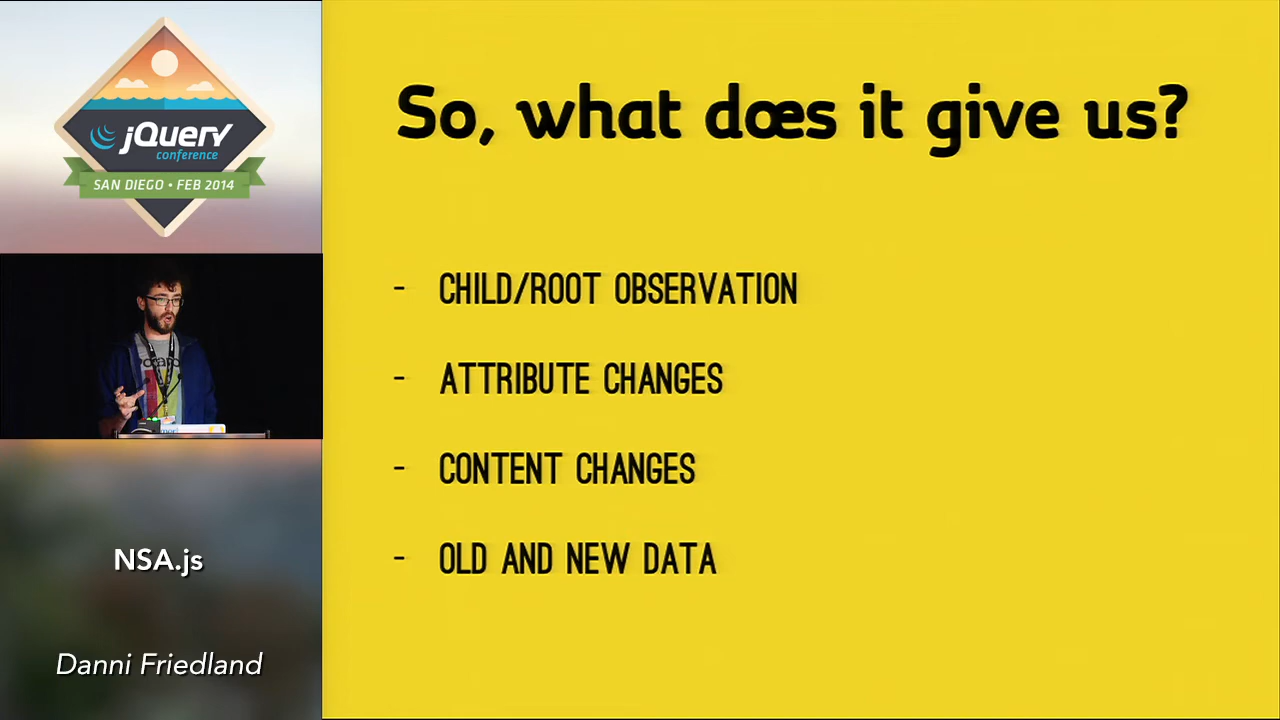 jQuery
conference
SAN DIEGO • FEB 2014
NSA.js
Danni Friedland
So, what does it give us?
- CHILD/ROOT OBSERVATION
- ATTRIBUTE CHANGES
- CONTENT CHANGES
- OLD AND NEW DATA